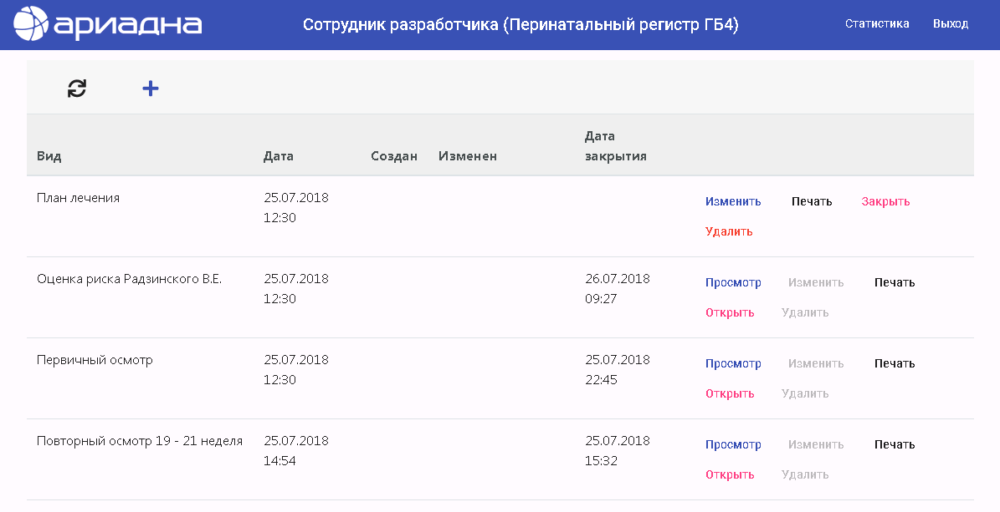 ариадна
Сотрудник разработчика (Перинатальный регистр ГБ4)
Статистика
Выход
Вид
Дата
Создан
Изменен
Дата
закрытия
План лечения
25.07.2018
12:30
Изменить
Печать
Закрыть
Удалить
Оценка риска Радзинского В.Е.
25.07.2018
12:30
26.07.2018
09:27
Просмотр
Изменить
Печать
Открыть
Удалить
Первичный осмотр
25.07.2018
12:30
25.07.2018
22:45
Просмотр
Изменить
Печать
Открыть
Удалить
Повторный осмотр 19 - 21 неделя
25.07.2018
14:54
25.07.2018
15:32
Просмотр
Изменить
Печать
Открыть
Удалить